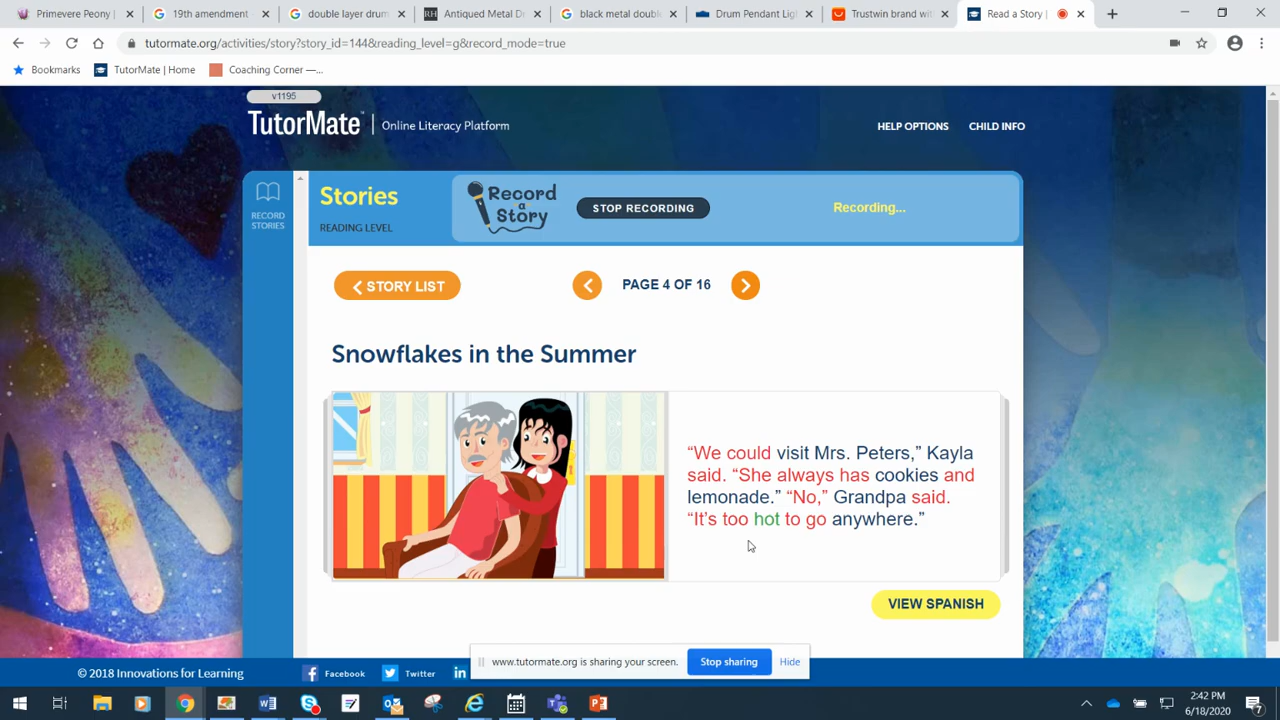 Primevere Peony |
19th amendment
double layer drum
RH Antiqued Metal D
black metal double
Drum Pendant Lig
Trustwin brand wit
Read a Story |
tutormate.org/activities/story?story_id=144&reading_level=g&record_mode=true
Bookmarks
TutorMate | Home
Coaching Corner —...
v1195
TutorMate | Online Literacy Platform
HELP OPTIONS
CHILD INFO
RECORD
STORIES
Stories
READING LEVEL
Record
a
Story
STOP RECORDING
Recording...
STORY LIST
PAGE 4 OF 16
Snowflakes in the Summer
“We could visit Mrs. Peters,” Kayla
said. “She always has cookies and
lemonade.” “No,” Grandpa said.
“It’s too hot to go anywhere.”
VIEW SPANISH
© 2018 Innovations for Learning
Facebook
Twitter
in
www.tutormate.org is sharing your screen.
Stop sharing
Hide
2:42 PM
6/18/2020
7